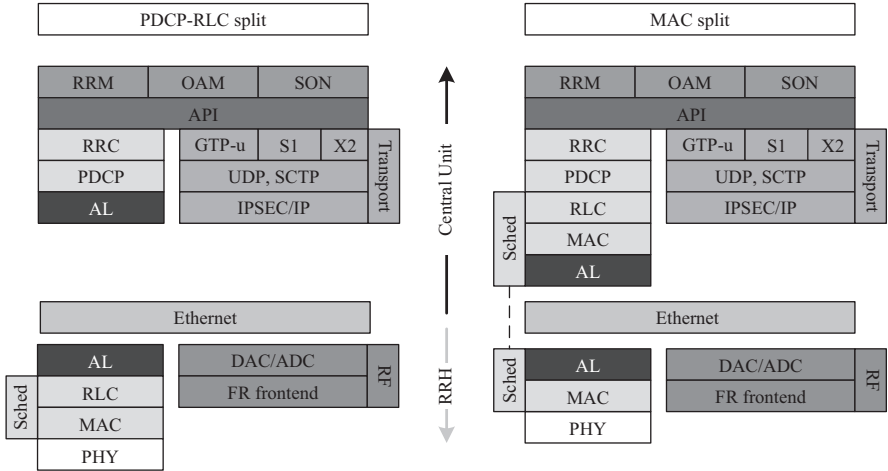 PDCP-RLC split
MAC split
RRM OAM SON
API
RRC GTP-u S1 X2
PDCP UDP, SCTP
AL IPSEC/IP
Transport
Ethernet
AL DAC/ADC
RLC FR frontend
MAC
PHY
Sched
RF
Central Unit
RRH
RRM OAM SON
API
RRC GTP-u S1 X2
PDCP UDP, SCTP
RLC IPSEC/IP
MAC
AL
Sched
Transport
Ethernet
AL DAC/ADC
MAC FR frontend
PHY
Sched
RF